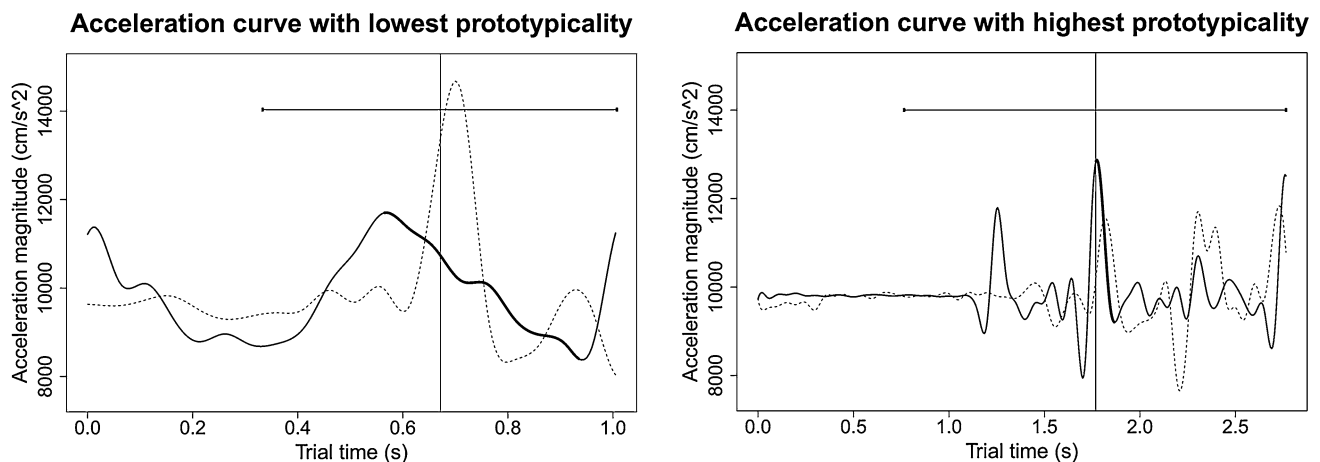 Acceleration curve with lowest prototypicality
Acceleration magnitude (cm/s^2)
14000
12000
10000
8000
0.0 0.2 0.4 0.6 0.8 1.0
Trial time (s)
Acceleration curve with highest prototypicality
Acceleration magnitude (cm/s^2)
14000
12000
10000
8000
0.0 0.5 1.0 1.5 2.0 2.5
Trial time (s)